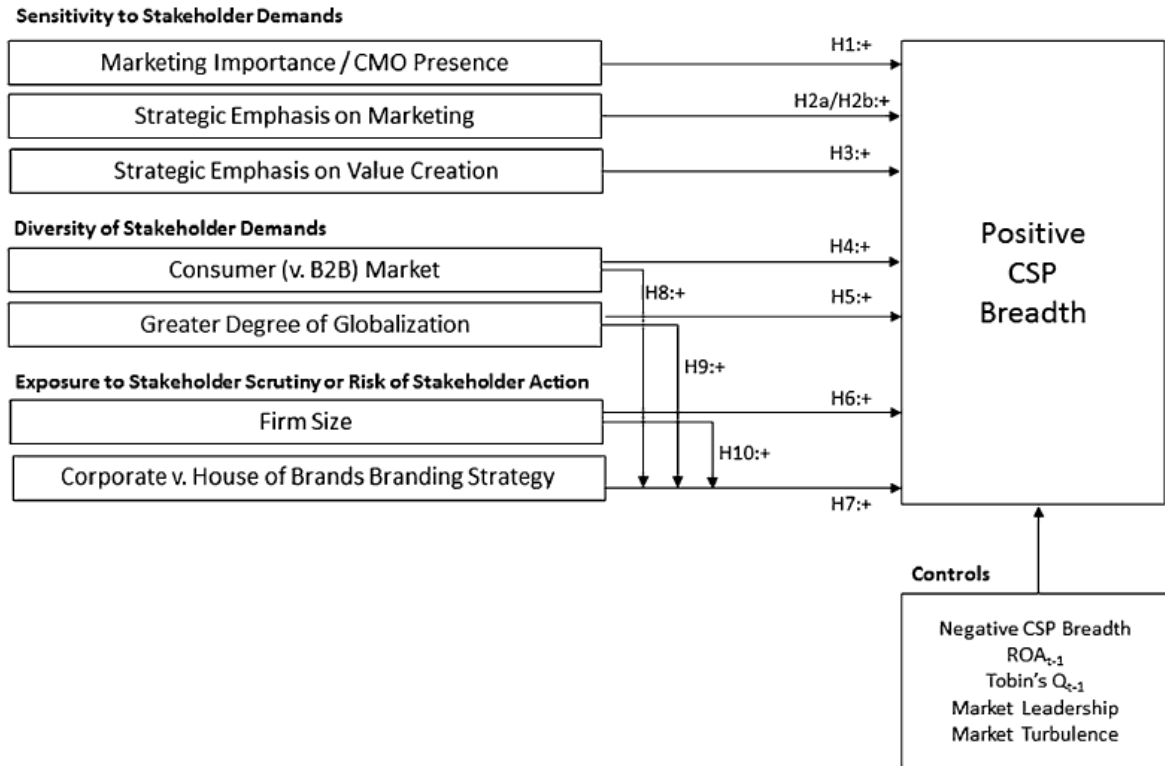 Sensitivity to Stakeholder Demands
Marketing Importance / CMO Presence
H1:+
Strategic Emphasis on Marketing
H2a/H2b:+
Strategic Emphasis on Value Creation
H3:+
Diversity of Stakeholder Demands
Consumer (v. B2B) Market
H4:+
H8:+
Greater Degree of Globalization
H5:+
H9:+
Exposure to Stakeholder Scrutiny or Risk of Stakeholder Action
Firm Size
H6:+
H10:+
Corporate v. House of Brands Branding Strategy
H7:+
Positive
CSP
Breadth
Controls
Negative CSP Breadth
ROAt-1
Tobin's Qt-1
Market Leadership
Market Turbulence